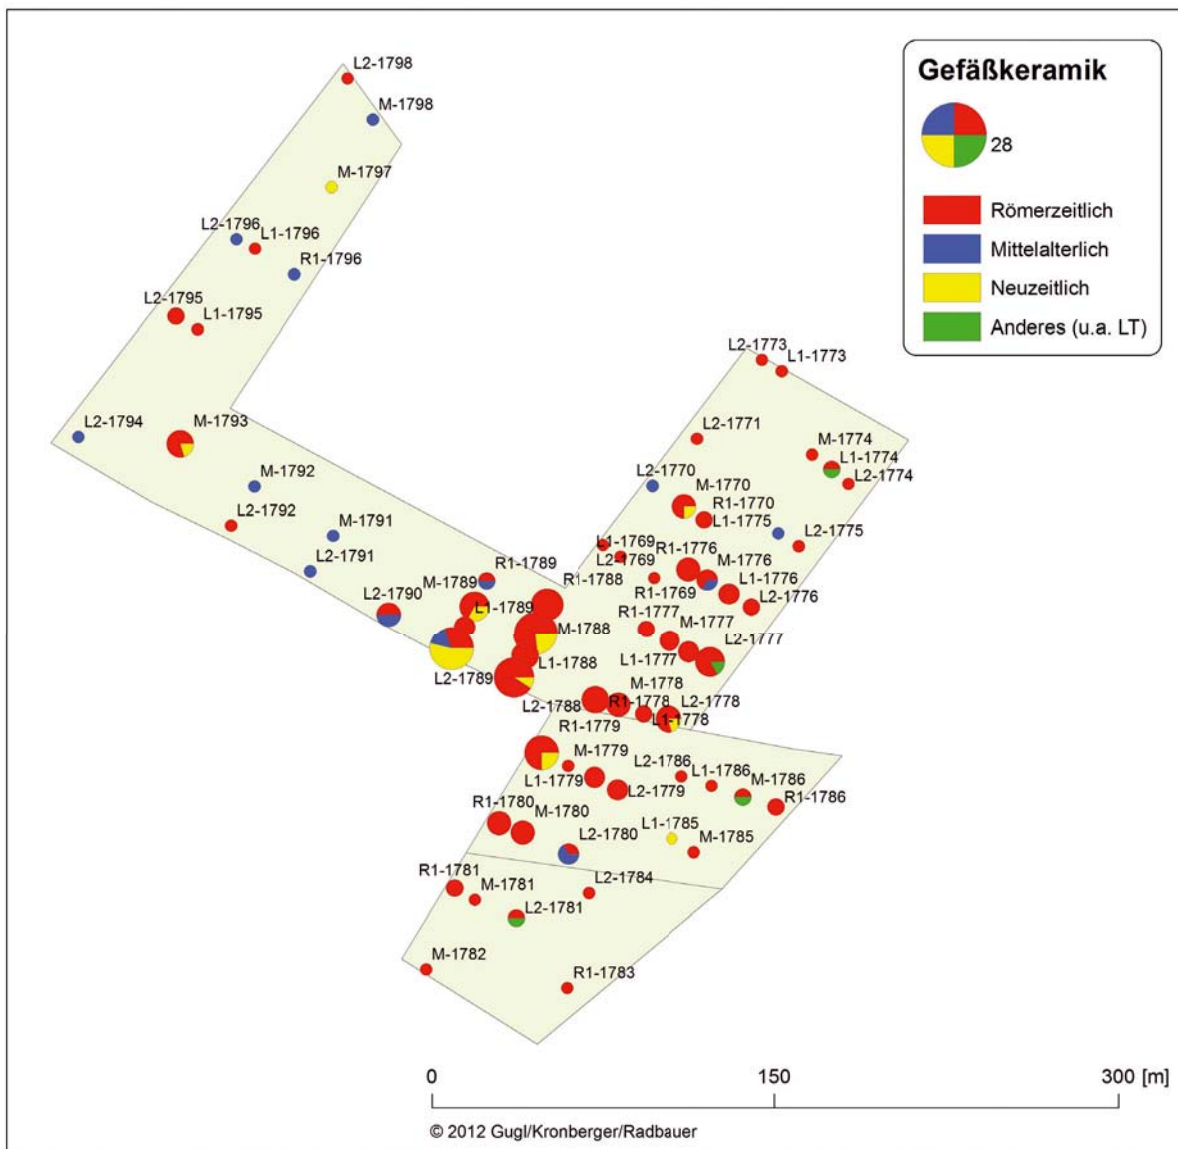 L2-1798
M-1798
M-1797
L2-1796
L1-1796
R1-1796
L2-1795
L1-1795
L2-1794
M-1793
M-1792
L2-1792
M-1791
L2-1791
L2-1790
M-1789
R1-1789
L1-1789
L2-1789
R1-1788
M-1788
L1-1788
L2-1788
Gefäßkeramik
28
Römerzeitlich
Mittelalterlich
Neuzeitlich
Anderes (u.a. LT)
L2-1773
L1-1773
L2-1771
M-1774
L1-1774
L2-1774
L2-1770
M-1770
R1-1770
L1-1775
L2-1775
L1-1769
L2-1769
R1-1769
R1-1776
M-1776
L1-1776
L2-1776
R1-1777
M-1777
L1-1777
L2-1777
M-1778
R1-1778
L2-1778
L1-1778
R1-1779
M-1779
L1-1779
L2-1779
L2-1786
L1-1786
M-1786
R1-1786
R1-1780
M-1780
L2-1780
L1-1785
M-1785
R1-1781
M-1781
L2-1781
L2-1784
M-1782
R1-1783
0 150 300 [m]
© 2012 Gugl/Kronberger/Radbauer